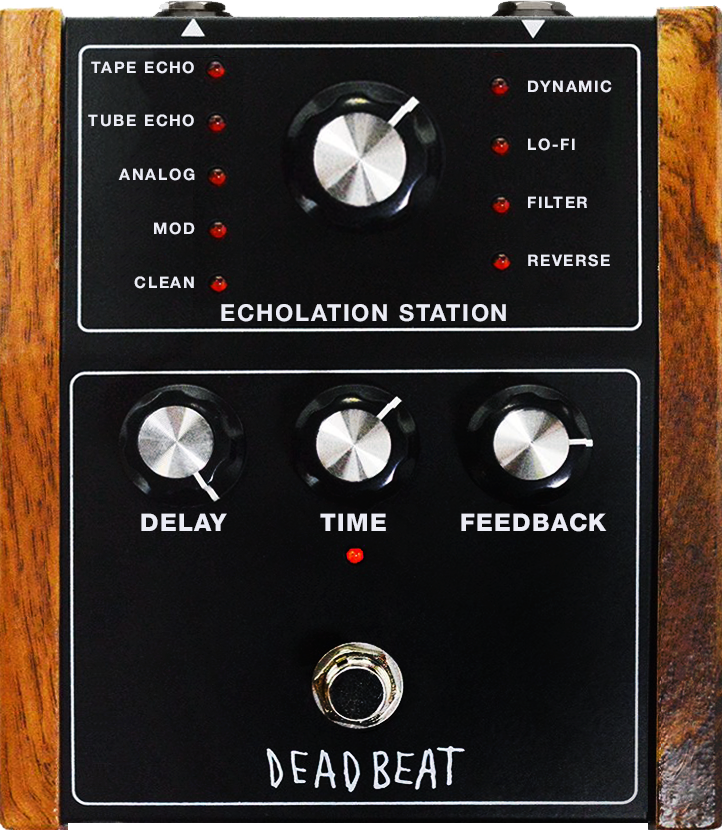 TAPE ECHO
TUBE ECHO
ANALOG
MOD
CLEAN
DYNAMIC
LO-FI
FILTER
REVERSE
ECHOLATION STATION
DELAY
TIME
FEEDBACK
DEADBEAT